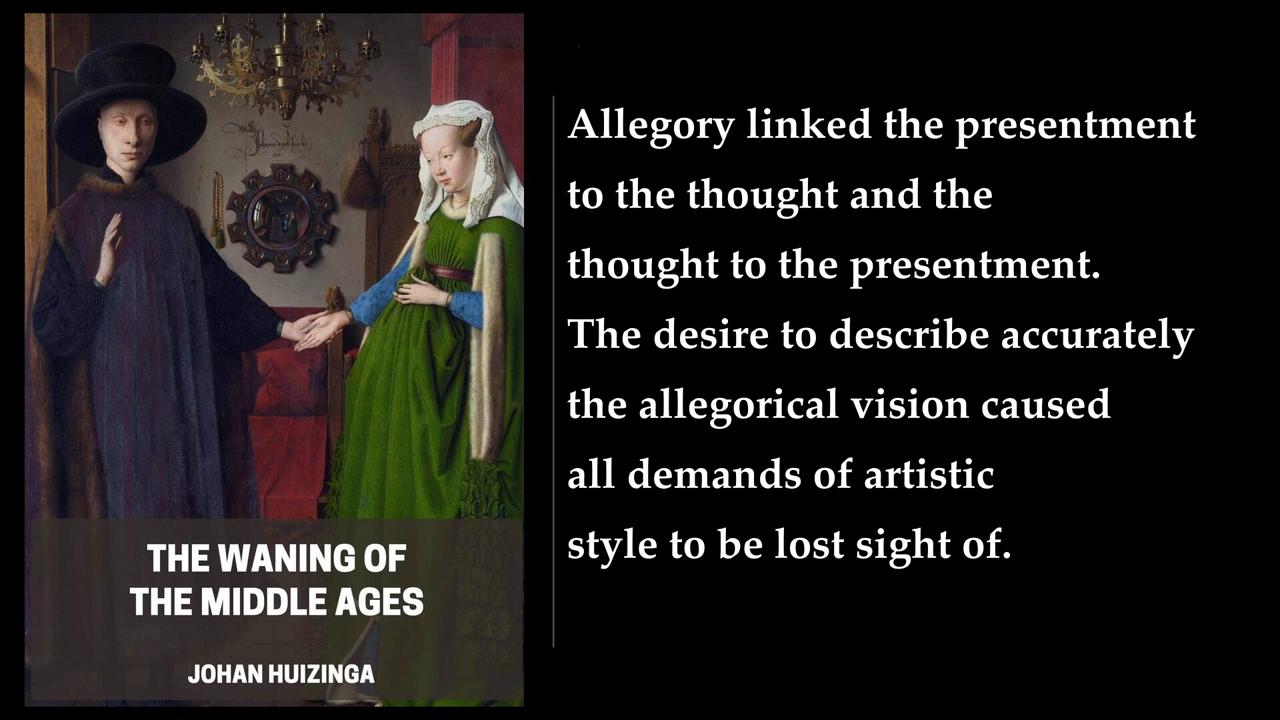 THE WANING OF
THE MIDDLE AGES
JOHAN HUIZINGA
Allegory linked the presentment
to the thought and the
thought to the presentment.
The desire to describe accurately
the allegorical vision caused
all demands of artistic
style to be lost sight of.